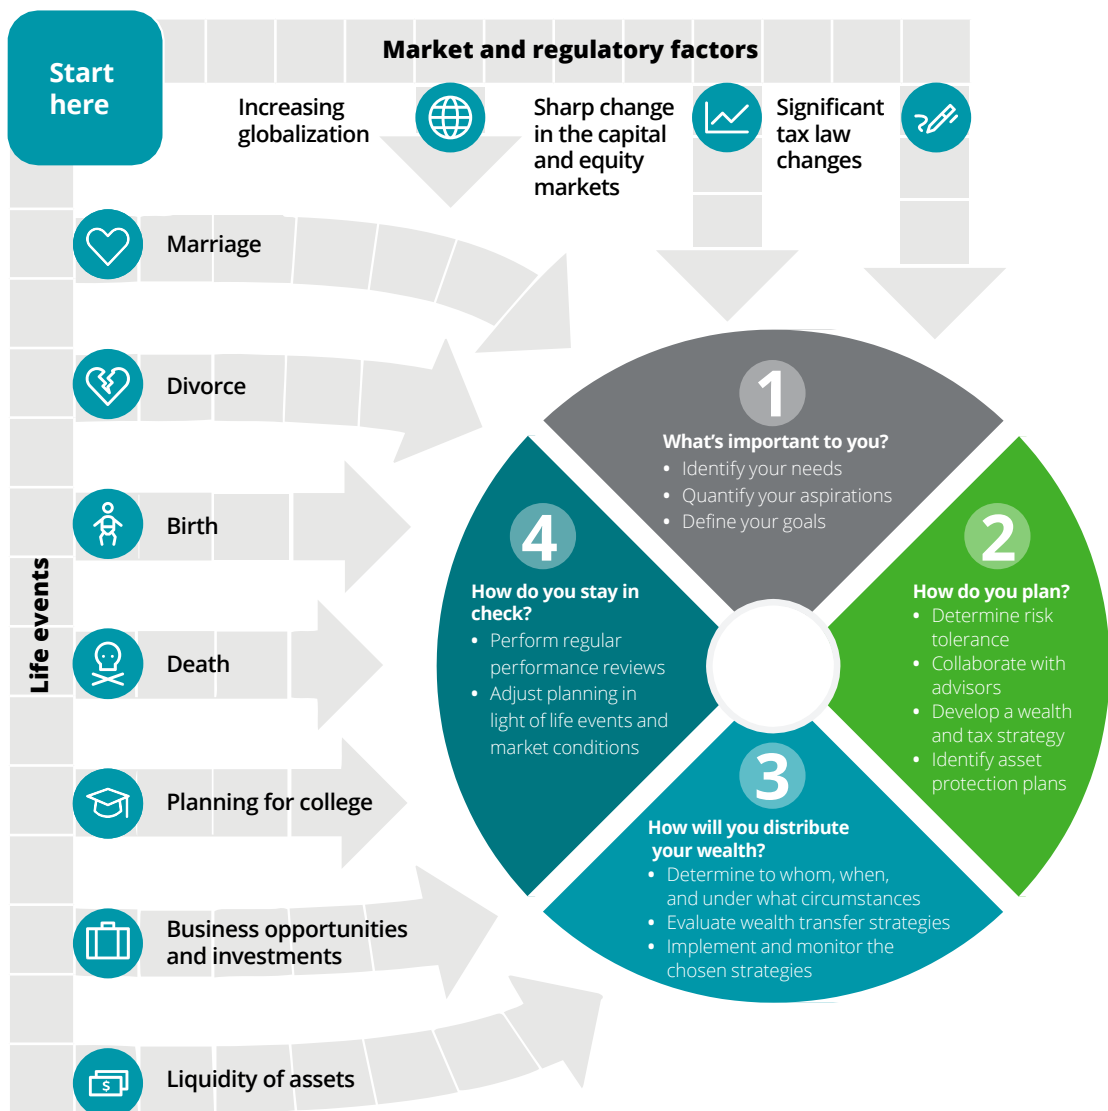 Start
here
Market and regulatory factors
Increasing
globalization
Sharp change
in the capital
and equity
markets
Significant
tax law
changes
Life events
Marriage
Divorce
Birth
Death
Planning for college
Business opportunities
and investments
Liquidity of assets
$
1
What’s important to you?
• Identify your needs
• Quantify your aspirations
• Define your goals
2
How do you plan?
• Determine risk
tolerance
• Collaborate with
advisors
• Develop a wealth
and tax strategy
• Identify asset
protection plans
3
How will you distribute
your wealth?
• Determine to whom, when,
and under what circumstances
• Evaluate wealth transfer strategies
• Implement and monitor the
chosen strategies
4
How do you stay in
check?
• Perform regular
performance reviews
• Adjust planning in
light of life events and
market conditions